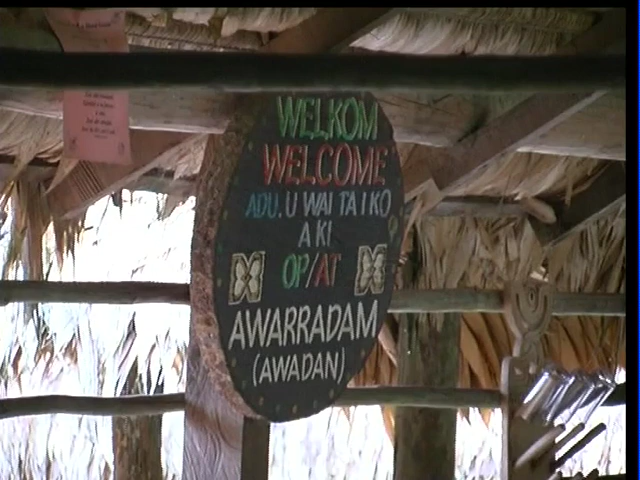 WELKOM
WELCOME
ADU. U WAI TA I KO
A KI
OP/AT
AWARRADAM
(AWADAN)